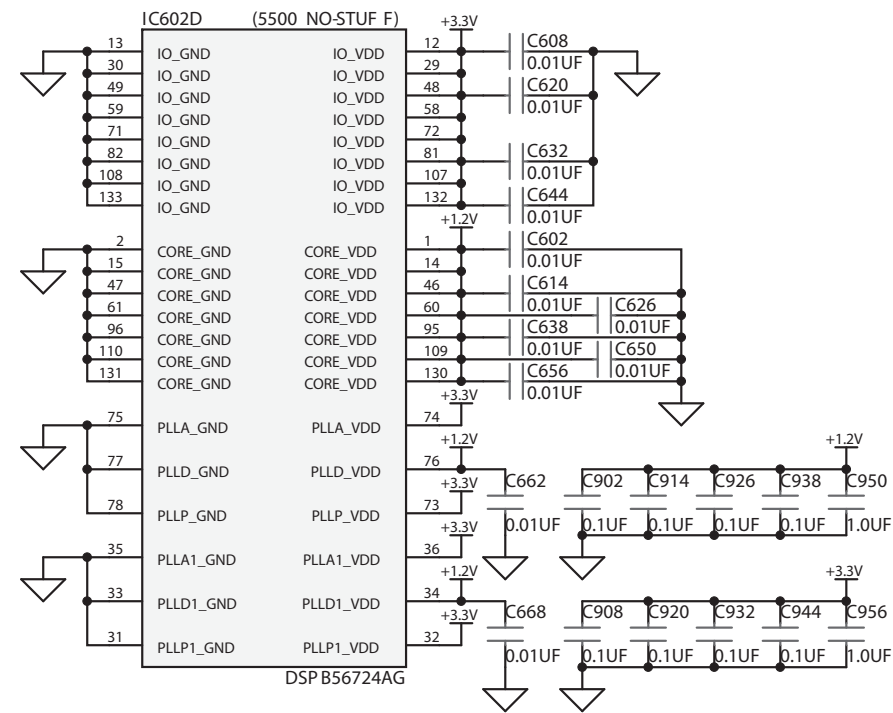 IC602D (5500 NO-STUF F)
+3.3V
13 IO_GND IO_VDD 12 C608
0.01UF
30 IO_GND IO_VDD 29
49 IO_GND IO_VDD 48 C620
0.01UF
59 IO_GND IO_VDD 58
71 IO_GND IO_VDD 72
82 IO_GND IO_VDD 81 C632
0.01UF
108 IO_GND IO_VDD 107
133 IO_GND IO_VDD 132 C644
0.01UF
+1.2V
2 CORE_GND CORE_VDD 1 C602
0.01UF
15 CORE_GND CORE_VDD 14
47 CORE_GND CORE_VDD 46 C614
0.01UF
61 CORE_GND CORE_VDD 60 C626
0.01UF
96 CORE_GND CORE_VDD 95 C638
0.01UF
110 CORE_GND CORE_VDD 109 C650
0.01UF
131 CORE_GND CORE_VDD 130 C656
0.01UF
+3.3V
75 PLLA_GND PLLA_VDD 74
+1.2V
77 PLLD_GND PLLD_VDD 76
+3.3V
78 PLLP_GND PLLP_VDD 73
+3.3V
35 PLLA1_GND PLLA1_VDD 36
+1.2V
33 PLLD1_GND PLLD1_VDD 34
+3.3V
31 PLLP1_GND PLLP1_VDD 32
DSP B56724AG
+1.2V
C662 C902 C914 C926 C938 C950
0.01UF 0.1UF 0.1UF 0.1UF 0.1UF 1.0UF
+3.3V
C668 C908 C920 C932 C944 C956
0.01UF 0.1UF 0.1UF 0.1UF 0.1UF 1.0UF